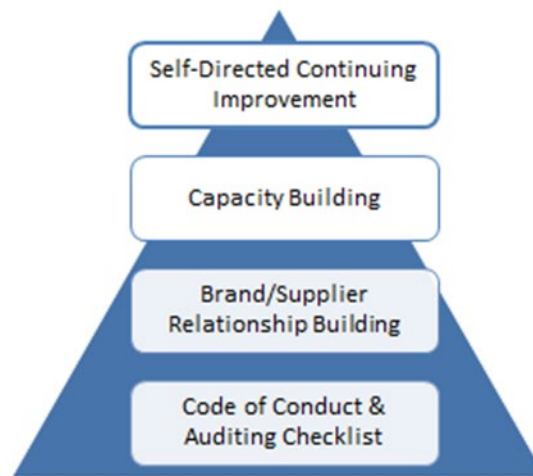 Self-Directed Continuing
Improvement
Capacity Building
Brand/Supplier
Relationship Building
Code of Conduct &
Auditing Checklist